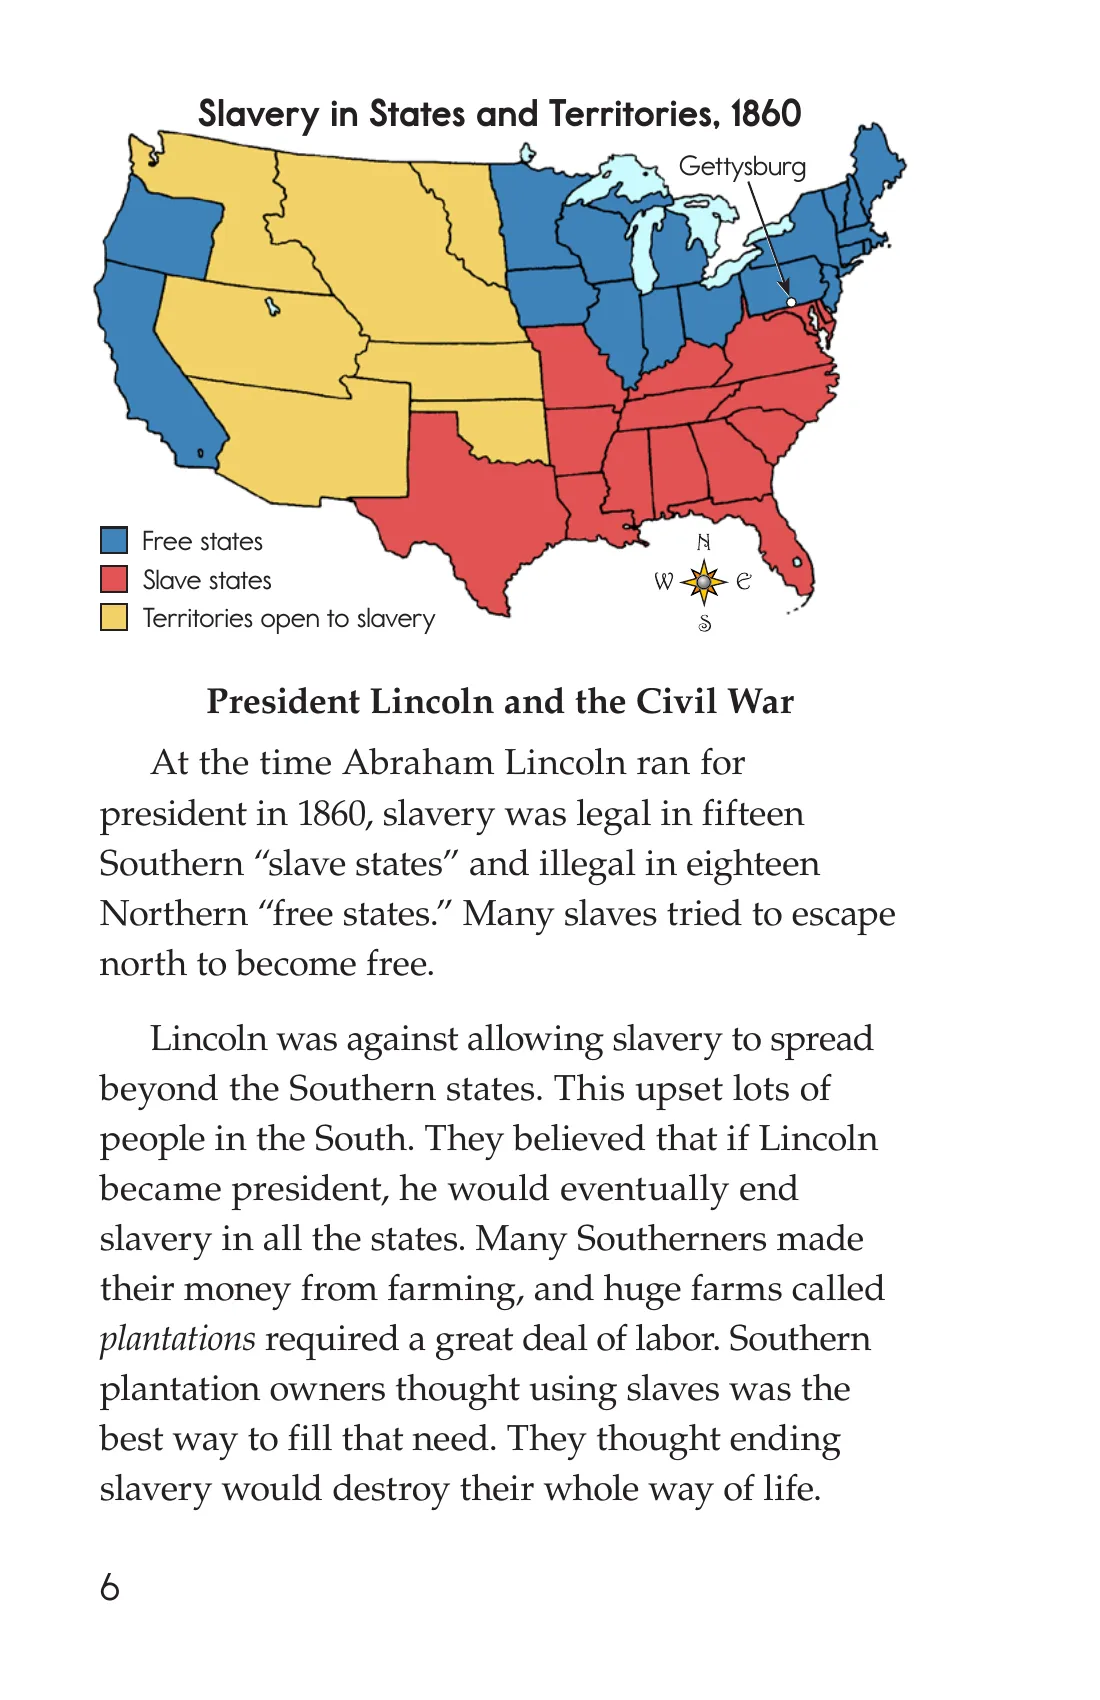 Slavery in States and Territories, 1860
Gettysburg
Free states
Slave states
Territories open to slavery
N
W E
S
President Lincoln and the Civil War
At the time Abraham Lincoln ran for
president in 1860, slavery was legal in fifteen
Southern “slave states” and illegal in eighteen
Northern “free states.” Many slaves tried to escape
north to become free.
Lincoln was against allowing slavery to spread
beyond the Southern states. This upset lots of
people in the South. They believed that if Lincoln
became president, he would eventually end
slavery in all the states. Many Southerners made
their money from farming, and huge farms called
plantations required a great deal of labor. Southern
plantation owners thought using slaves was the
best way to fill that need. They thought ending
slavery would destroy their whole way of life.
6